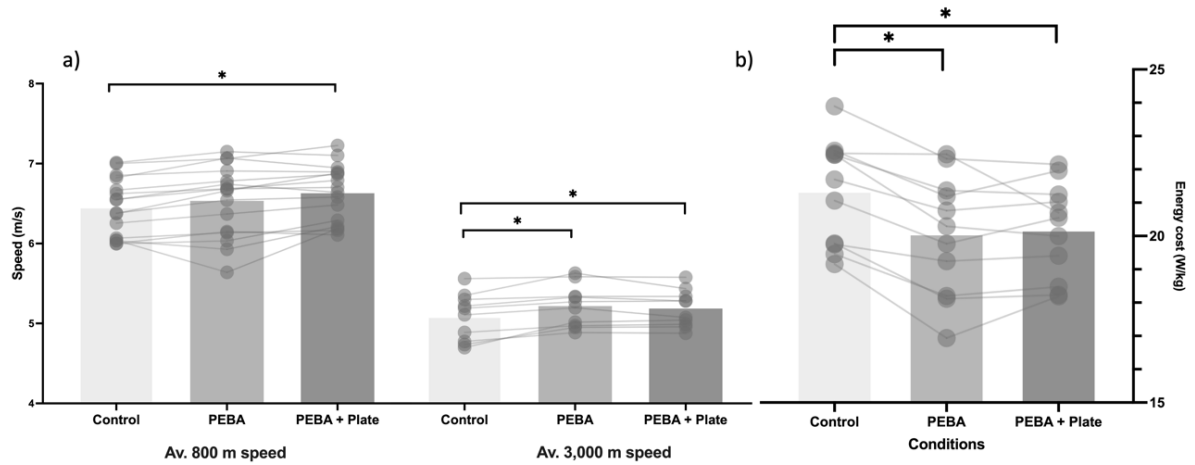 a)
*
8
7
6
5
4
Speed (m/s)
*
*
Control PEBA PEBA + Plate Control PEBA PEBA + Plate
Av. 800 m speed Av. 3,000 m speed
b)
*
*
25
20
15
Energy cost (W/kg)
Control PEBA PEBA + Plate
Conditions